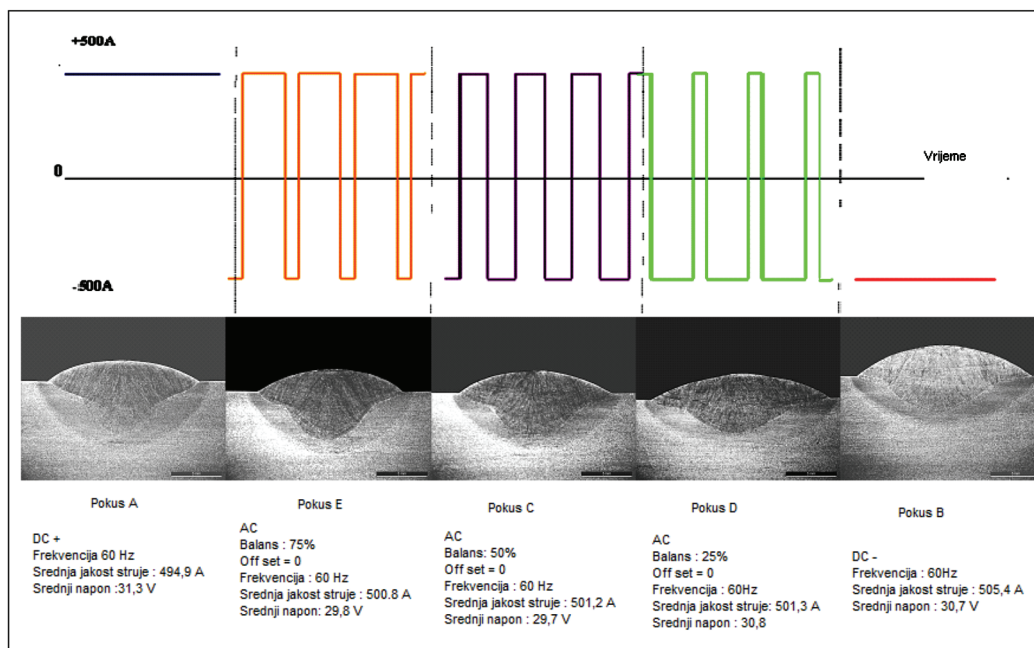 +500A
0
Vrijeme
-500A
Pokus A
DC +
Frekvencija 60 Hz
Srednja jakost struje : 494,9 A
Srednji napon :31,3 V
Pokus E
AC
Balans : 75%
Off set = 0
Frekvencija : 60 Hz
Srednja jakost struje : 500.8 A
Srednji napon: 29,8 V
Pokus C
AC
Balans: 50%
Off set = 0
Frekvencija : 60 Hz
Srednja jakost struje : 501,2 A
Srednji napon : 29,7 V
Pokus D
AC
Balans : 25%
Off set = 0
Frekvencija : 60Hz
Srednja jakost struje: 501,3 A
Srednji napon : 30,8
Pokus B
DC -
Frekvencija : 60Hz
Srednja jakost struje : 505,4 A
Srednji napon : 30,7 V